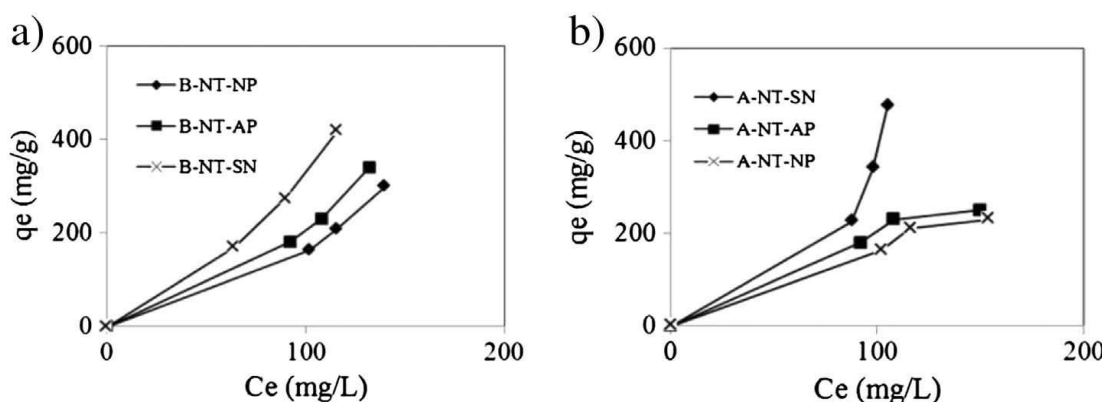 a)
600
400
200
0
qe (mg/g)
B-NT-NP
B-NT-AP
B-NT-SN
0 100 200
Ce (mg/L)
b)
600
400
200
0
qe (mg/g)
A-NT-SN
A-NT-AP
A-NT-NP
0 100 200
Ce (mg/L)